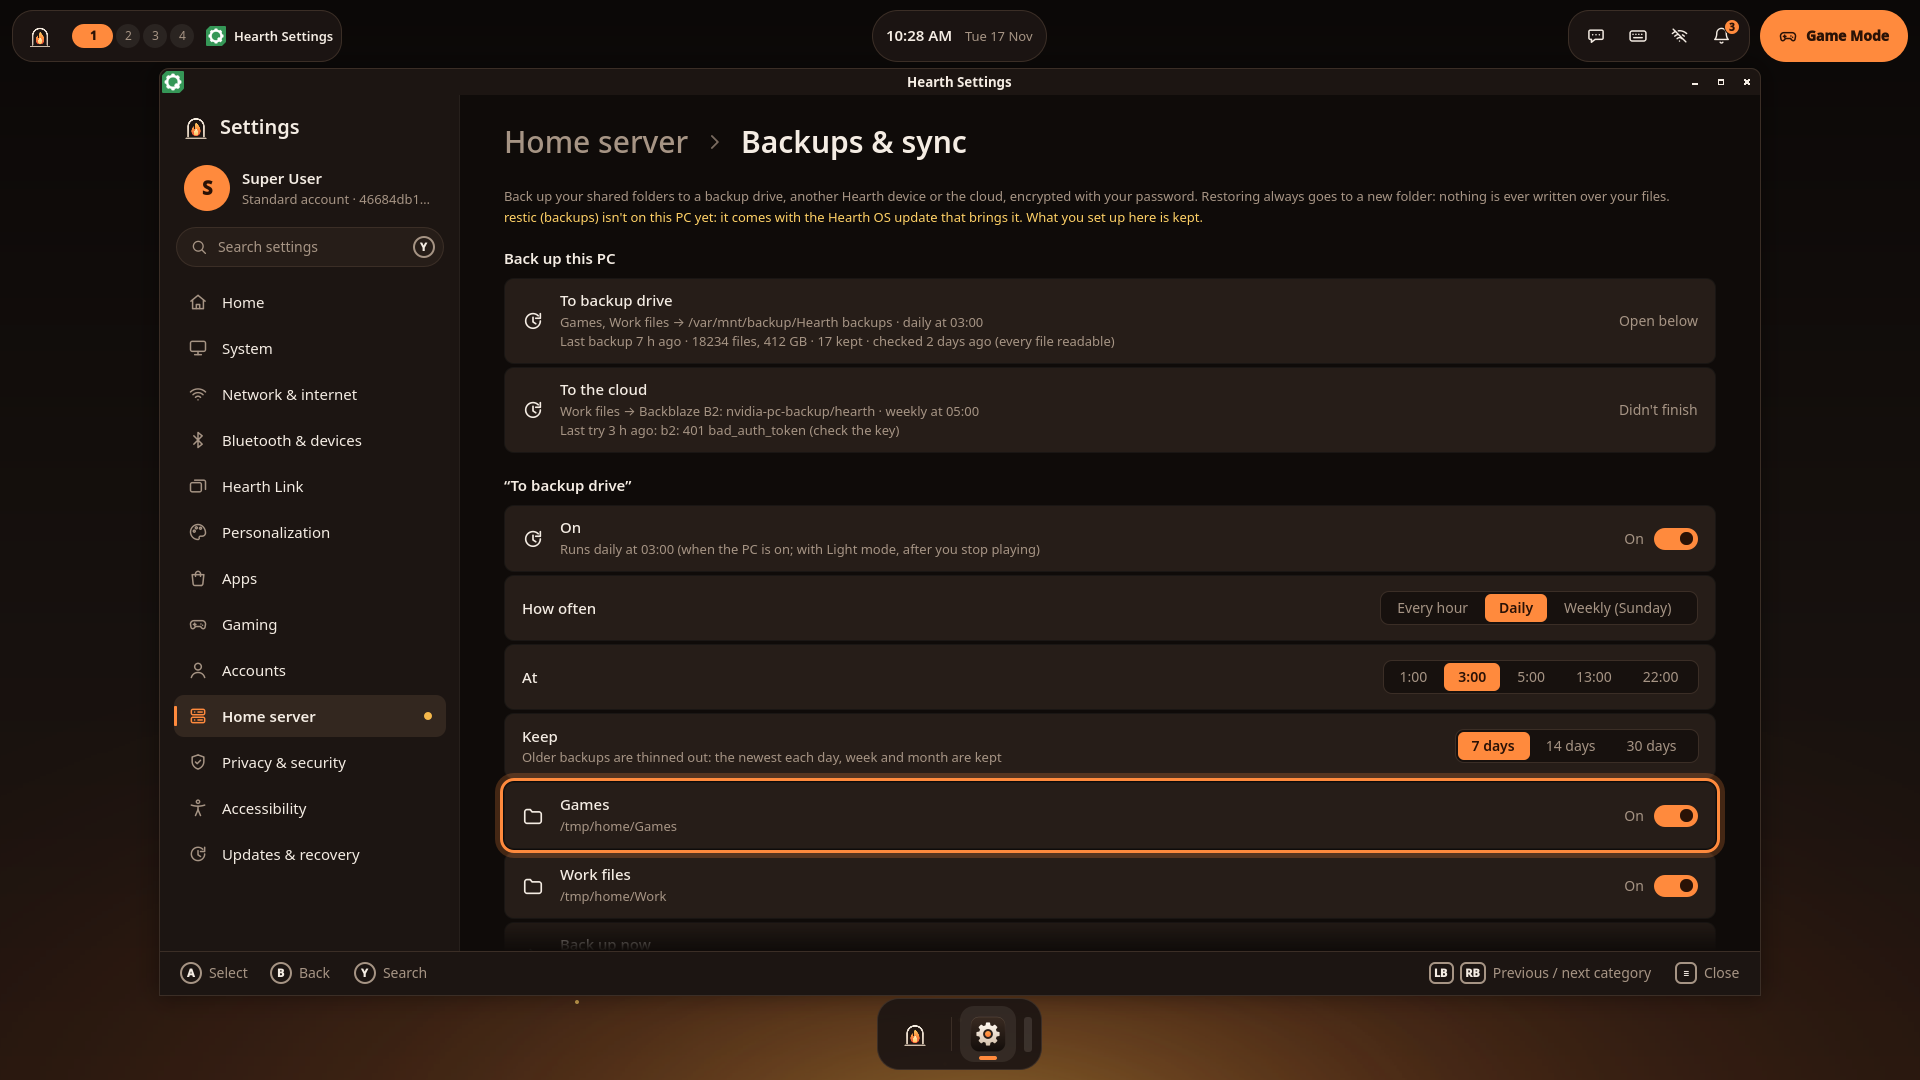 1 2 3 4 Hearth Settings
10:28 AM Tue 17 Nov
3
Game Mode
Hearth Settings
Settings
S
Super User
Standard account · 46684db1...
Search settings
Y
Home
System
Network & internet
Bluetooth & devices
Hearth Link
Personalization
Apps
Gaming
Accounts
Home server
Privacy & security
Accessibility
Updates & recovery
Home server > Backups & sync
Back up your shared folders to a backup drive, another Hearth device or the cloud, encrypted with your password. Restoring always goes to a new folder: nothing is ever written over your files.
restic (backups) isn't on this PC yet: it comes with the Hearth OS update that brings it. What you set up here is kept.
Back up this PC
To backup drive
Games, Work files → /var/mnt/backup/Hearth backups · daily at 03:00
Last backup 7 h ago · 18234 files, 412 GB · 17 kept · checked 2 days ago (every file readable)
Open below
To the cloud
Work files → Backblaze B2: nvidia-pc-backup/hearth · weekly at 05:00
Last try 3 h ago: b2: 401 bad_auth_token (check the key)
Didn't finish
“To backup drive”
On
Runs daily at 03:00 (when the PC is on; with Light mode, after you stop playing)
On
How often
Every hour Daily Weekly (Sunday)
At
1:00 3:00 5:00 13:00 22:00
Keep
Older backups are thinned out: the newest each day, week and month are kept
7 days 14 days 30 days
Games
/tmp/home/Games
On
Work files
/tmp/home/Work
On
Back up now
A Select B Back Y Search
LB RB Previous / next category ≡ Close